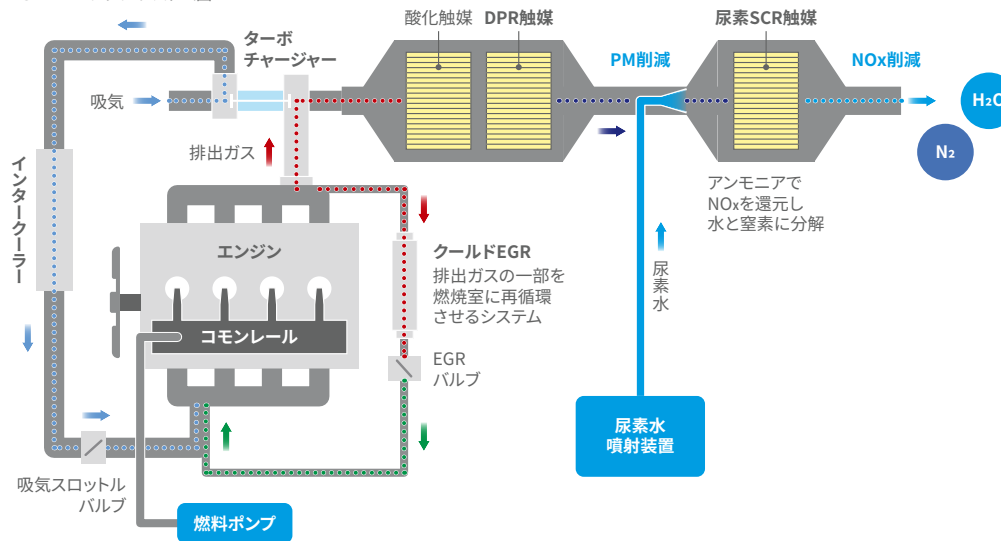 酸化触媒
DPR触媒
尿素SCR触媒
ターボ
チャージャー
PM削減
NOx削減
吸気
H₂O
N₂
排出ガス
インタークーラー
アンモニアで
NOxを還元し
水と窒素に分解
エンジン
クールドEGR
排出ガスの一部を
燃焼室に再循環
させるシステム
尿素水
コモンレール
EGR
バルブ
尿素水
噴射装置
吸気スロットル
バルブ
燃料ポンプ